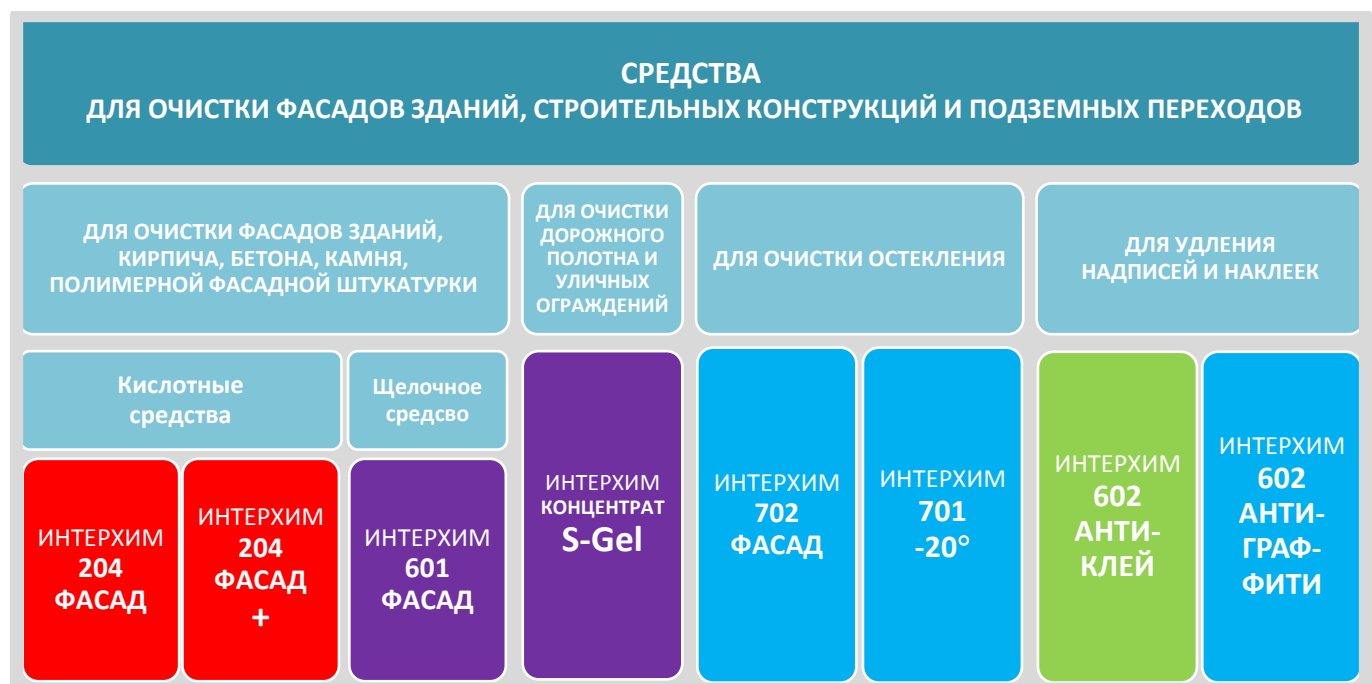 СРЕДСТВА
ДЛЯ ОЧИСТКИ ФАСАДОВ ЗДАНИЙ, СТРОИТЕЛЬНЫХ КОНСТРУКЦИЙ И ПОДЗЕМНЫХ ПЕРЕХОДОВ
ДЛЯ ОЧИСТКИ ФАСАДОВ ЗДАНИЙ,
КИРПИЧА, БЕТОНА, КАМНЯ,
ПОЛИМЕРНОЙ ФАСАДНОЙ ШТУКАТУРКИ
ДЛЯ ОЧИСТКИ
ДОРОЖНОГО
ПОЛОТНА И
УЛИЧНЫХ
ОГРАЖДЕНИЙ
ДЛЯ ОЧИСТКИ ОСТЕКЛЕНИЯ
ДЛЯ УДЛЕНИЯ
НАДПИСЕЙ И НАКЛЕЕК
Кислотные
средства
Щелочное
средсво
ИНТЕРХИМ
204
ФАСАД
ИНТЕРХИМ
204
ФАСАД
+
ИНТЕРХИМ
601
ФАСАД
ИНТЕРХИМ
КОНЦЕНТРАТ
S-Gel
ИНТЕРХИМ
702
ФАСАД
ИНТЕРХИМ
701
-20°
ИНТЕРХИМ
602
АНТИ-
КЛЕЙ
ИНТЕРХИМ
602
АНТИ-
ГРАФ-
ФИТИ